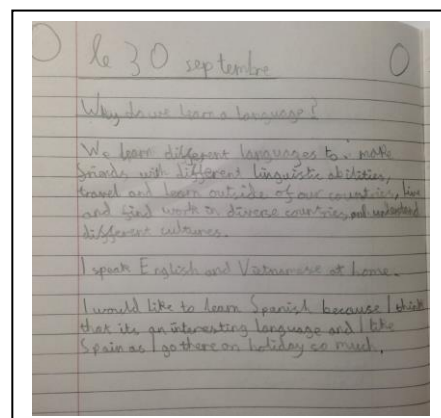 le 30 septembre
Why do we learn a language?
We learn different languages to make
friends with different linguistic abilities,
travel and learn outside of our countries, live
and find work in diverse countries, and understand
different cultures.
I speak English and Vietnamese at home.
I would like to learn Spanish because I think
that its an interesting language and I like
Spain as I go there on holiday so much.